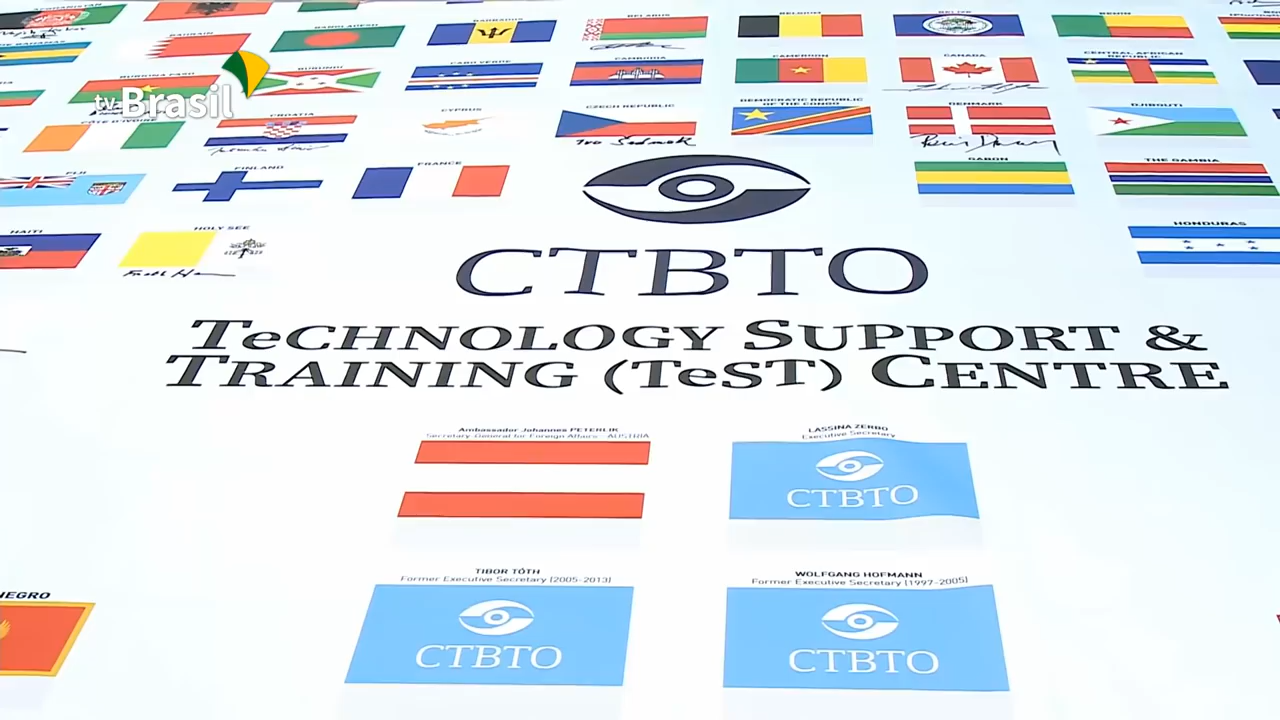 AFGHANISTAN
BANGLADESH
BARBADOS
BELARUS
BELGIUM
BELIZE
BENIN
BAHRAIN
BURKINA FASO
BURUNDI
CABO VERDE
CAMBODIA
CAMEROON
CANADA
CENTRAL AFRICAN
REPUBLIC
tv Brasil
CÔTE D'IVOIRE
CROATIA
CYPRUS
CZECH REPUBLIC
DEMOCRATIC REPUBLIC
OF THE CONGO
DENMARK
DJIBOUTI
FIJI
FINLAND
FRANCE
GABON
THE GAMBIA
HAITI
HOLY SEE
HONDURAS
CTBTO
TeCHNOLOGY SUPPORT &
TRAINING (TeST) CENTRE
Ambassador Johannes PETERLIK
Secretary-General for Foreign Affairs - AUSTRIA
LASSINA ZERBO
Executive Secretary
CTBTO
TIBOR TÓTH
Former Executive Secretary (2005-2013)
CTBTO
WOLFGANG HOFMANN
Former Executive Secretary (1997-2005)
CTBTO
NEGRO